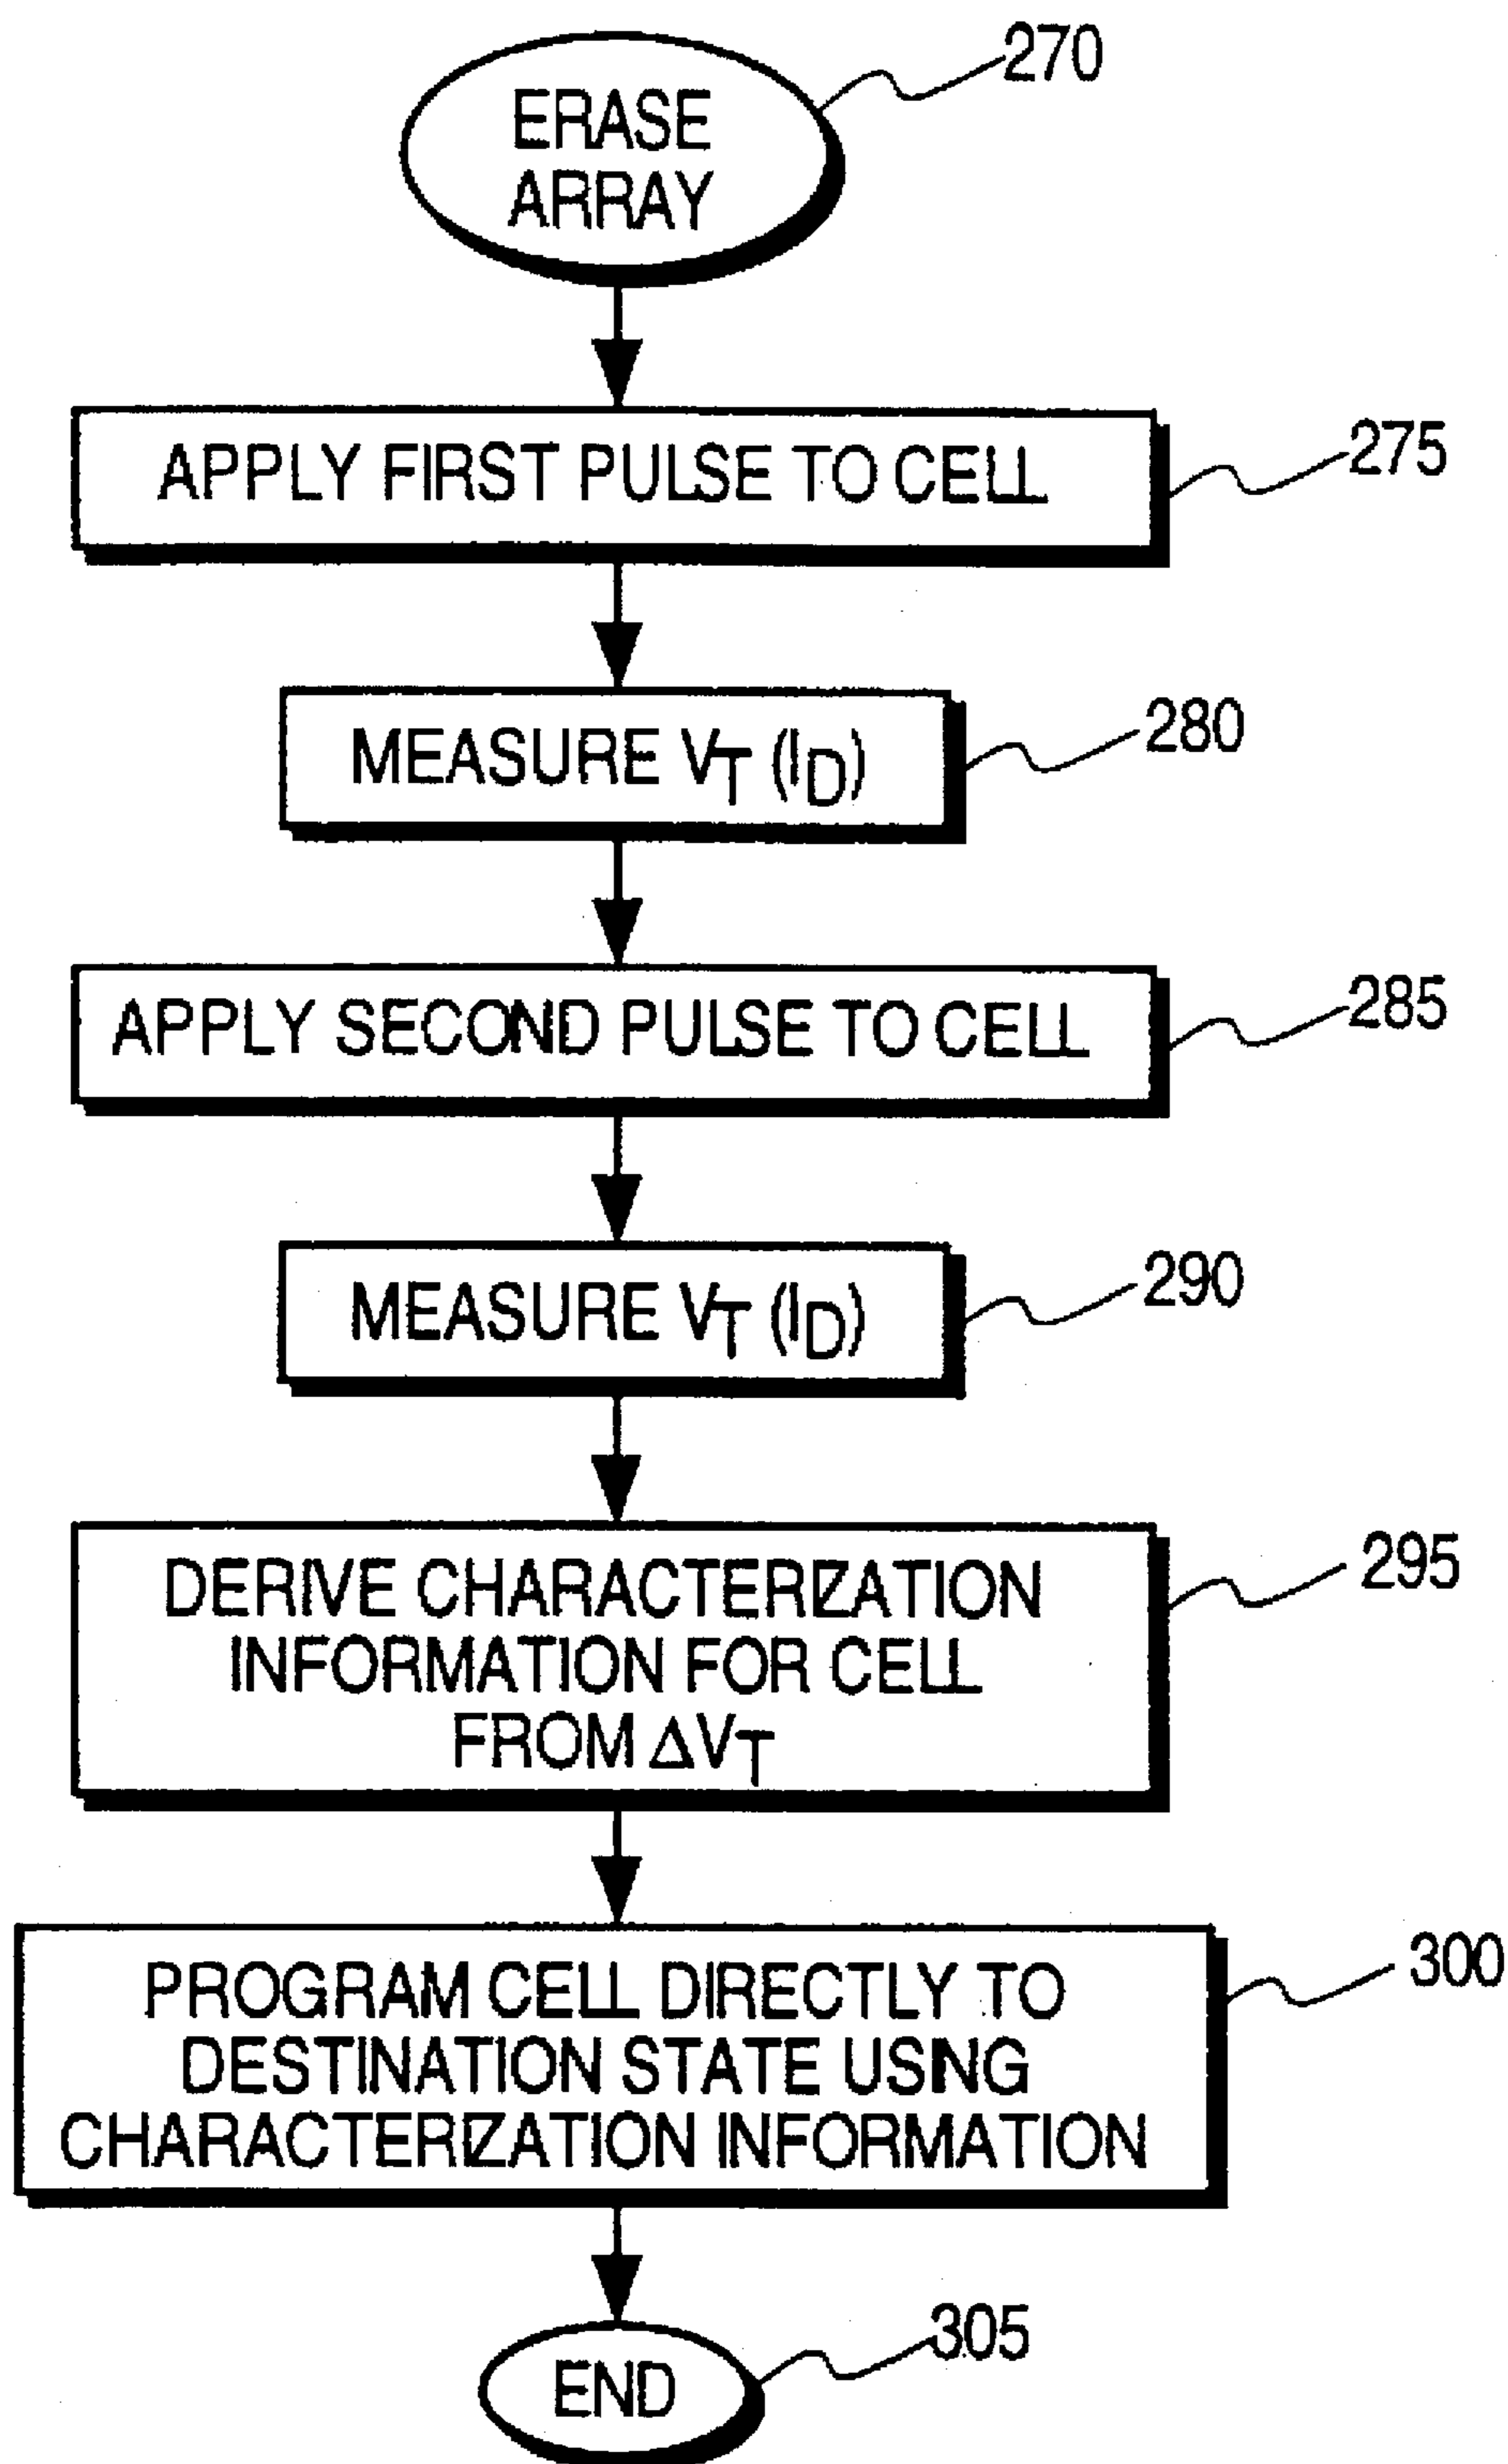 270
ERASE
ARRAY
APPLY FIRST PULSE TO CELL
275
MEASURE VT (ID)
280
APPLY SECOND PULSE TO CELL
285
MEASURE VT (ID)
290
DERIVE CHARACTERIZATION
INFORMATION FOR CELL
FROM ΔVT
295
PROGRAM CELL DIRECTLY TO
DESTINATION STATE USING
CHARACTERIZATION INFORMATION
300
END
305